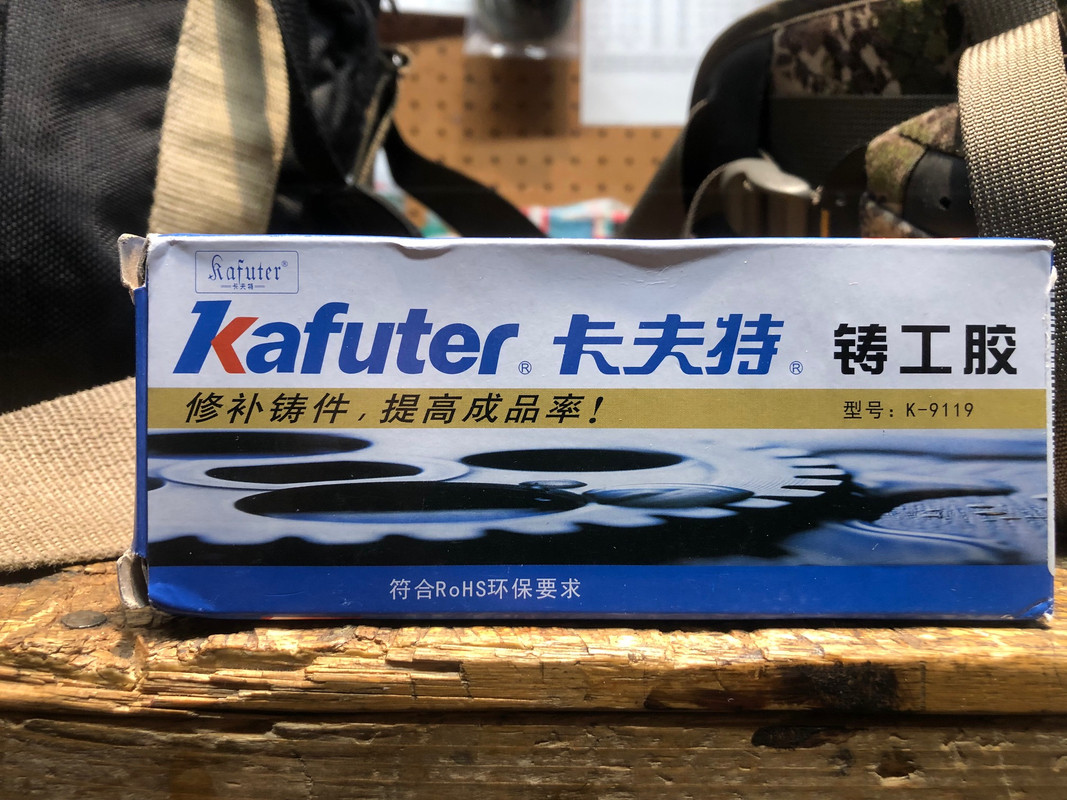 Kafuter®
卡夫特
Kafuter® 卡夫特® 铸工胶
修补铸件，提高成品率！ 型号：K-9119
符合RoHS环保要求